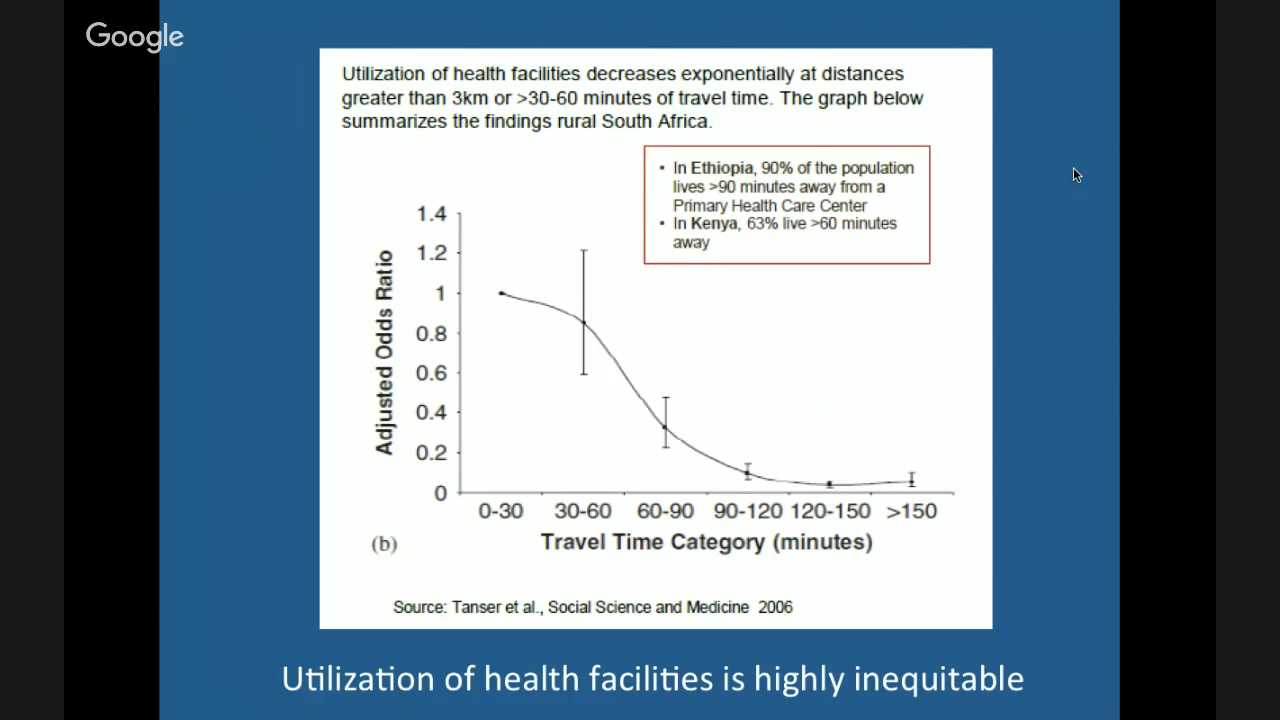 Google
Utilization of health facilities decreases exponentially at distances
greater than 3km or >30-60 minutes of travel time. The graph below
summarizes the findings rural South Africa.
• In Ethiopia, 90% of the population
lives >90 minutes away from a
Primary Health Care Center
• In Kenya, 63% live >60 minutes
away
Adjusted Odds Ratio
1.4
1.2
1
0.8
0.6
0.4
0.2
0
0-30 30-60 60-90 90-120 120-150 >150
(b) Travel Time Category (minutes)
Source: Tanser et al., Social Science and Medicine 2006
Utilization of health facilities is highly inequitable